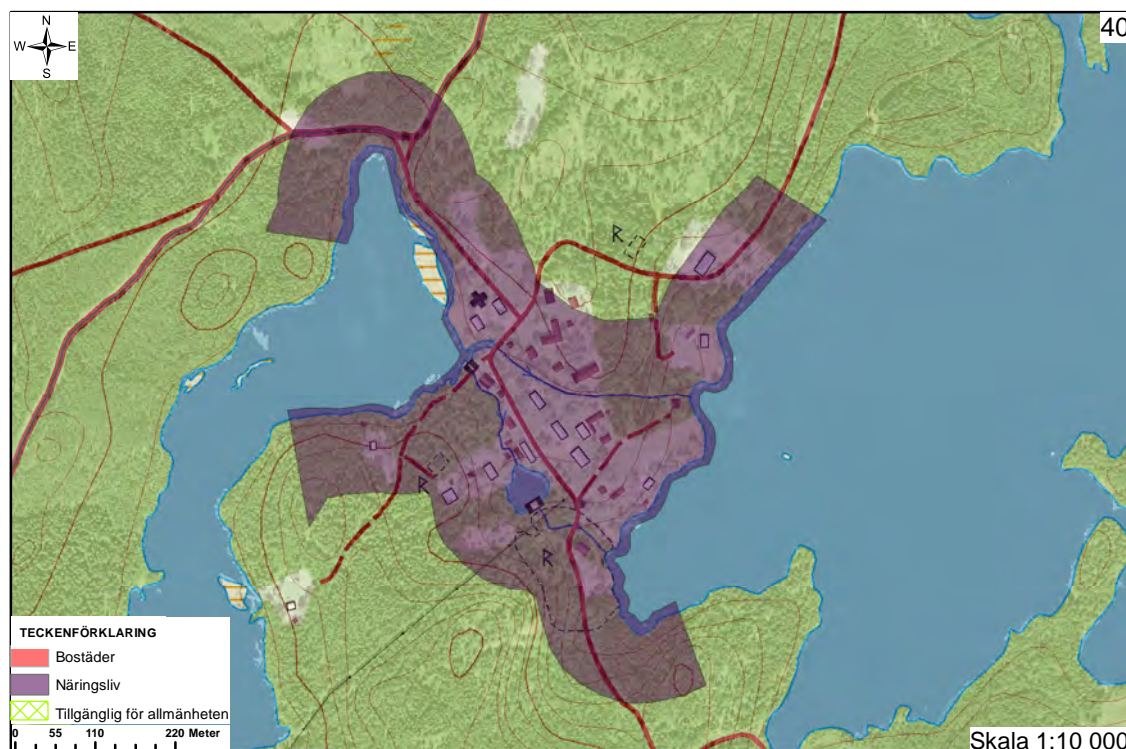 N
40
W E
S
R
R
R
TECKENFÖRKLARING
Bostäder
Näringsliv
Tillgänglig för allmänheten
0 55 110 220 Meter
Skala 1:10 000